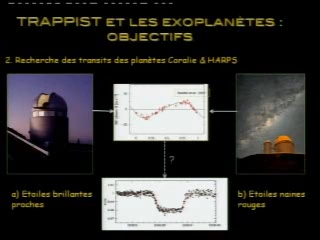 TRAPPIST ET LES EXOPLANÈTES :
OBJECTIFS
2. Recherche des transits des planètes Coralie & HARPS
?
a) Etoiles brillantes
proches
b) Etoiles naines
rouges